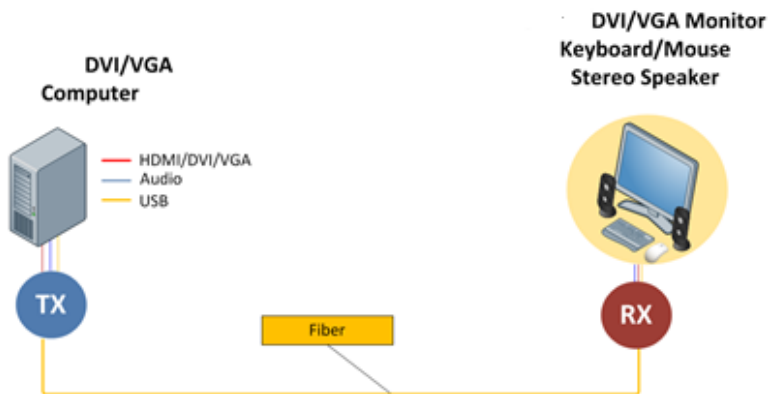 DVI/VGA
Computer
HDMI/DVI/VGA
Audio
USB
TX
DVI/VGA Monitor
Keyboard/Mouse
Stereo Speaker
RX
Fiber